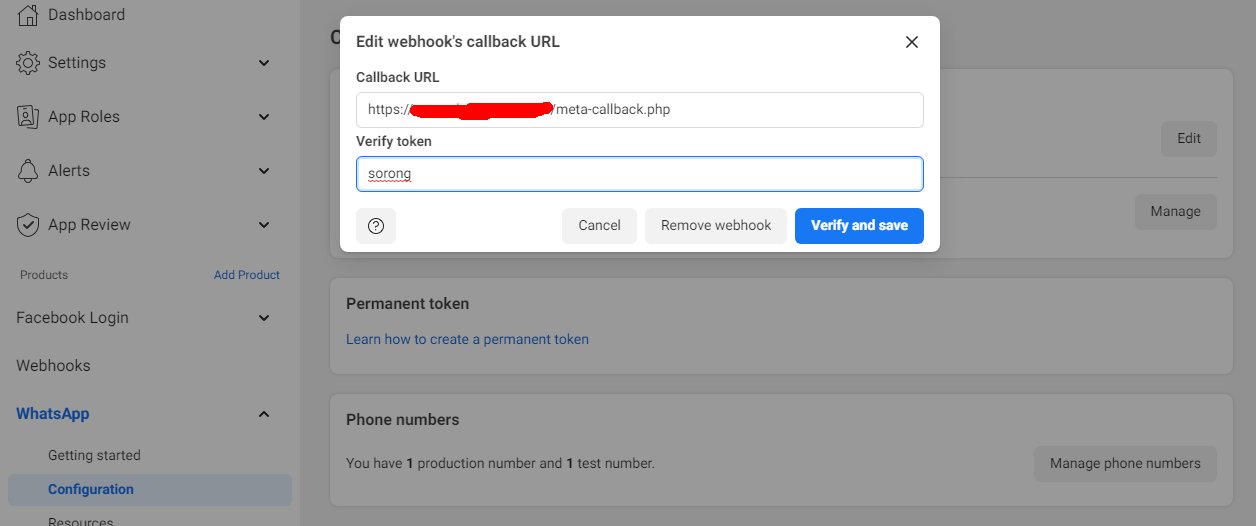 Dashboard
Settings
App Roles
Alerts
App Review
Products Add Product
Facebook Login
Webhooks
WhatsApp
Getting started
Configuration
Resources
Edit webhook's callback URL
Callback URL
https:// /meta-callback.php
Verify token
sorong
Cancel Remove webhook Verify and save
Edit
Manage
Permanent token
Learn how to create a permanent token
Phone numbers
You have 1 production number and 1 test number.
Manage phone numbers